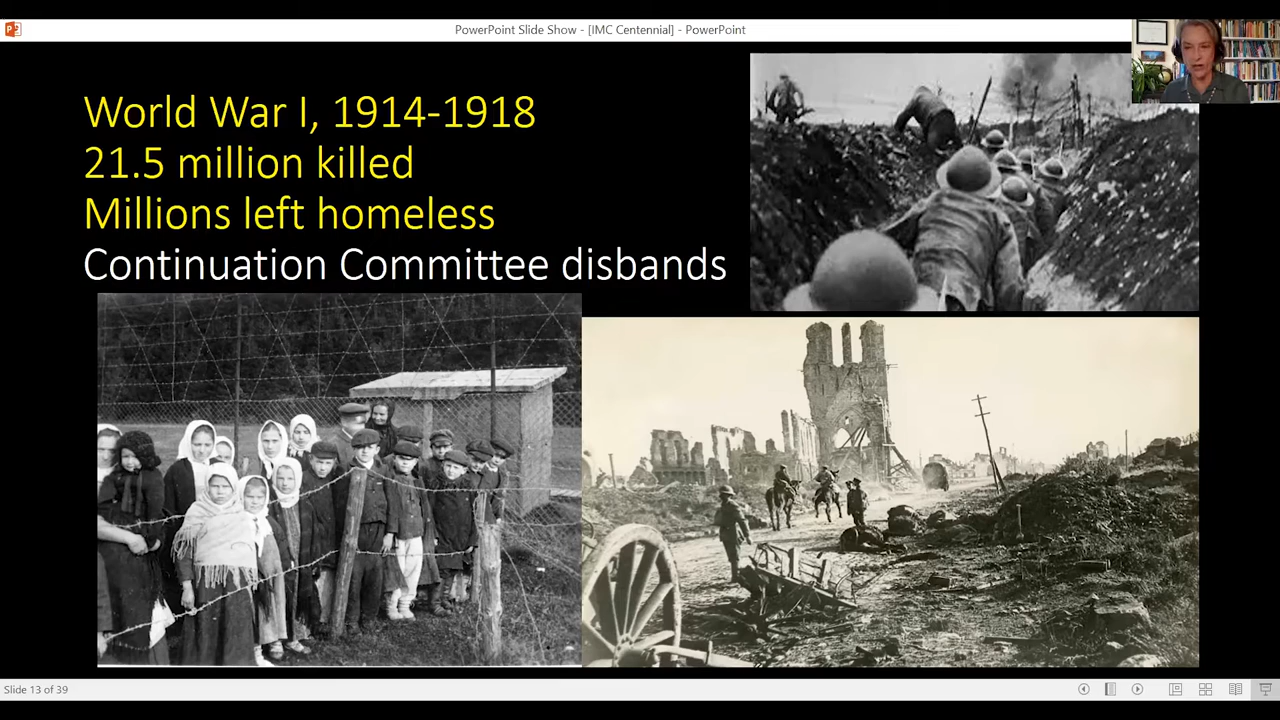 PowerPoint Slide Show - [IMC Centennial] - PowerPoint
World War I, 1914-1918
21.5 million killed
Millions left homeless
Continuation Committee disbands
Slide 13 of 39